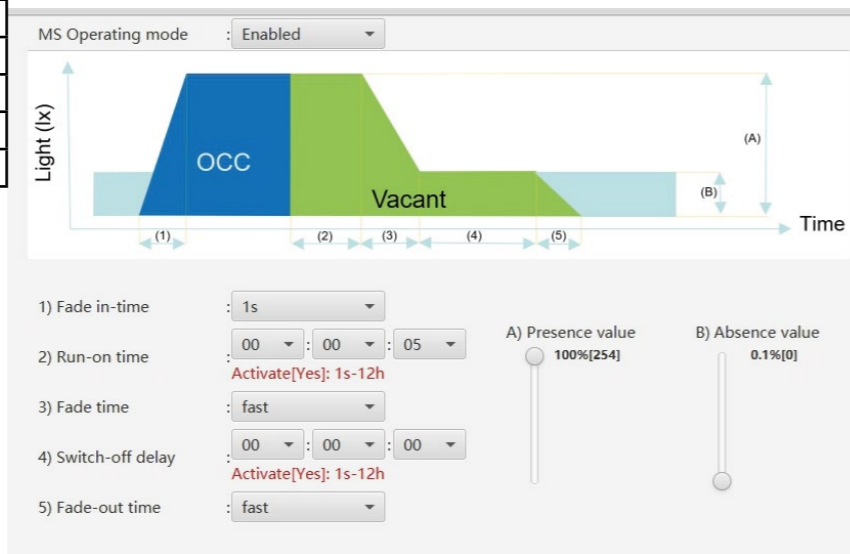 MS Operating mode : Enabled
Light (lx)
OCC
Vacant
(A)
(B)
Time
(1) (2) (3) (4) (5)
1) Fade in-time : 1s
2) Run-on time : 00 : 00 : 05
Activate[Yes]: 1s-12h
3) Fade time : fast
4) Switch-off delay : 00 : 00 : 00
Activate[Yes]: 1s-12h
5) Fade-out time : fast
A) Presence value
100%[254]
B) Absence value
0.1%[0]